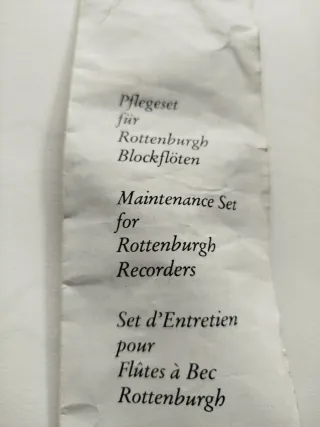 Pflegeset
für
Rottenburgh
Blockflöten
Maintenance Set
for
Rottenburgh
Recorders
Set d'Entretien
pour
Flûtes à Bec
Rottenburgh